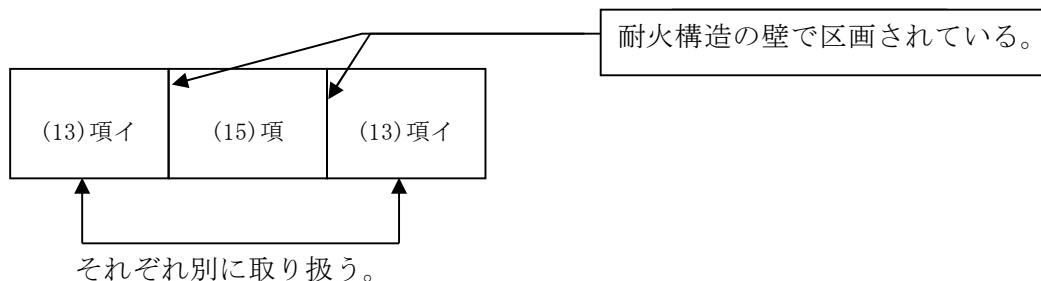 耐火構造の壁で区画されている。
(13)項イ
(15)項
(13)項イ
それぞれ別に取り扱う。